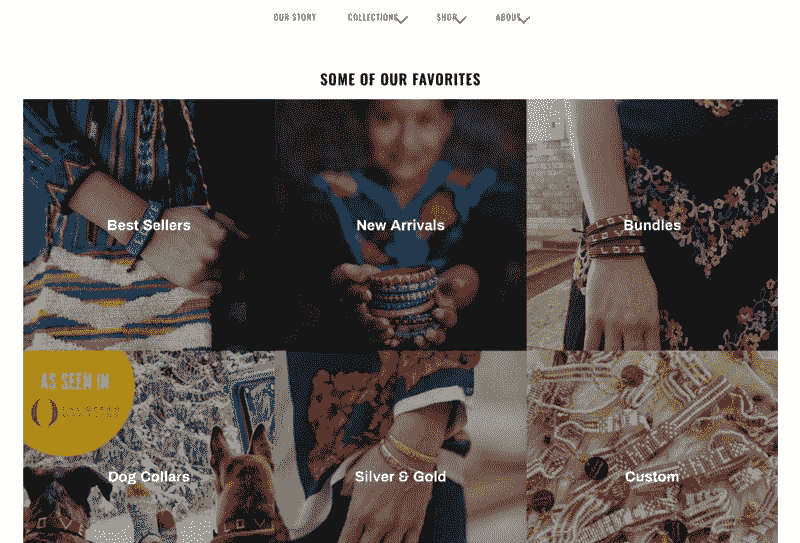 OUR STORY
COLLECTIONS
SHOP
ABOUT
SOME OF OUR FAVORITES
Best Sellers
New Arrivals
Bundles
AS SEEN IN
Dog Collars
Silver & Gold
Custom